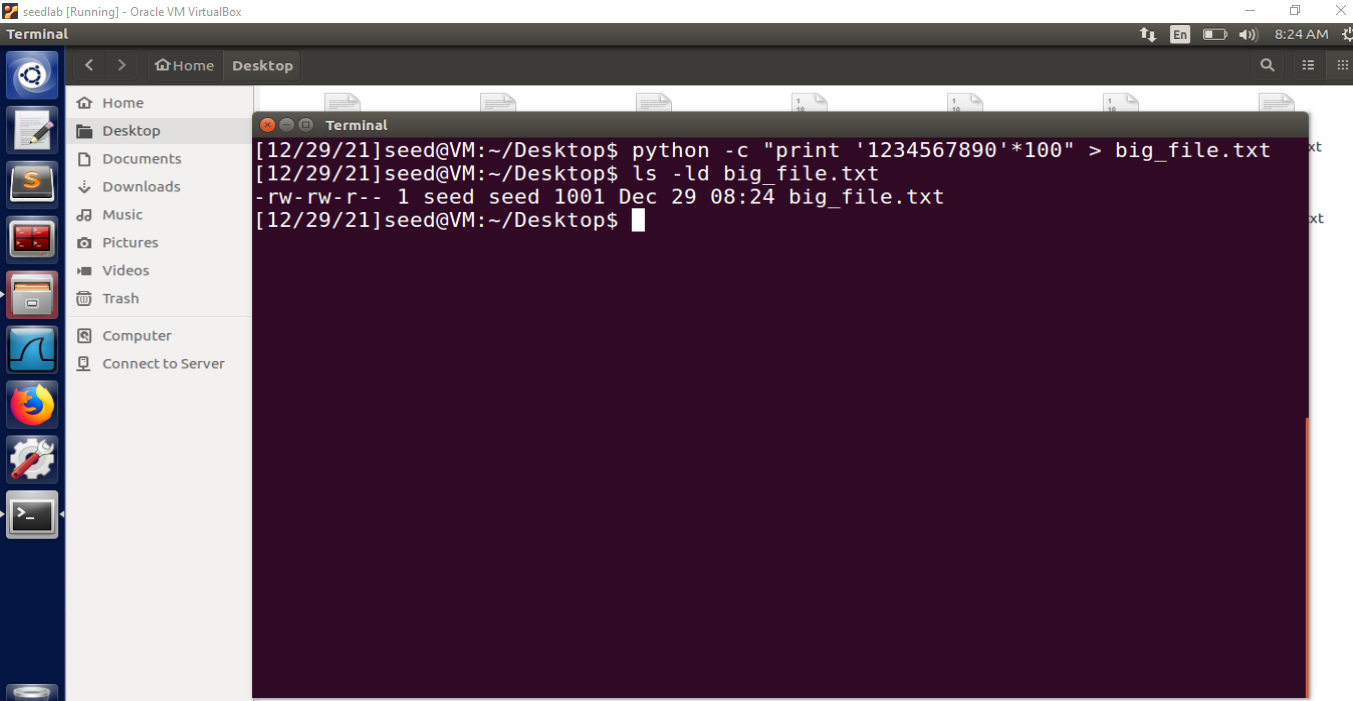 seedlab [Running] - Oracle VM VirtualBox
Terminal
En
8:24 AM
Home
Desktop
Home
Desktop
Documents
Downloads
Music
Pictures
Videos
Trash
Computer
Connect to Server
Terminal
[12/29/21]seed@VM:~/Desktop$ python -c "print '1234567890'*100" > big_file.txt
[12/29/21]seed@VM:~/Desktop$ ls -ld big_file.txt
-rw-rw-r-- 1 seed seed 1001 Dec 29 08:24 big_file.txt
[12/29/21]seed@VM:~/Desktop$